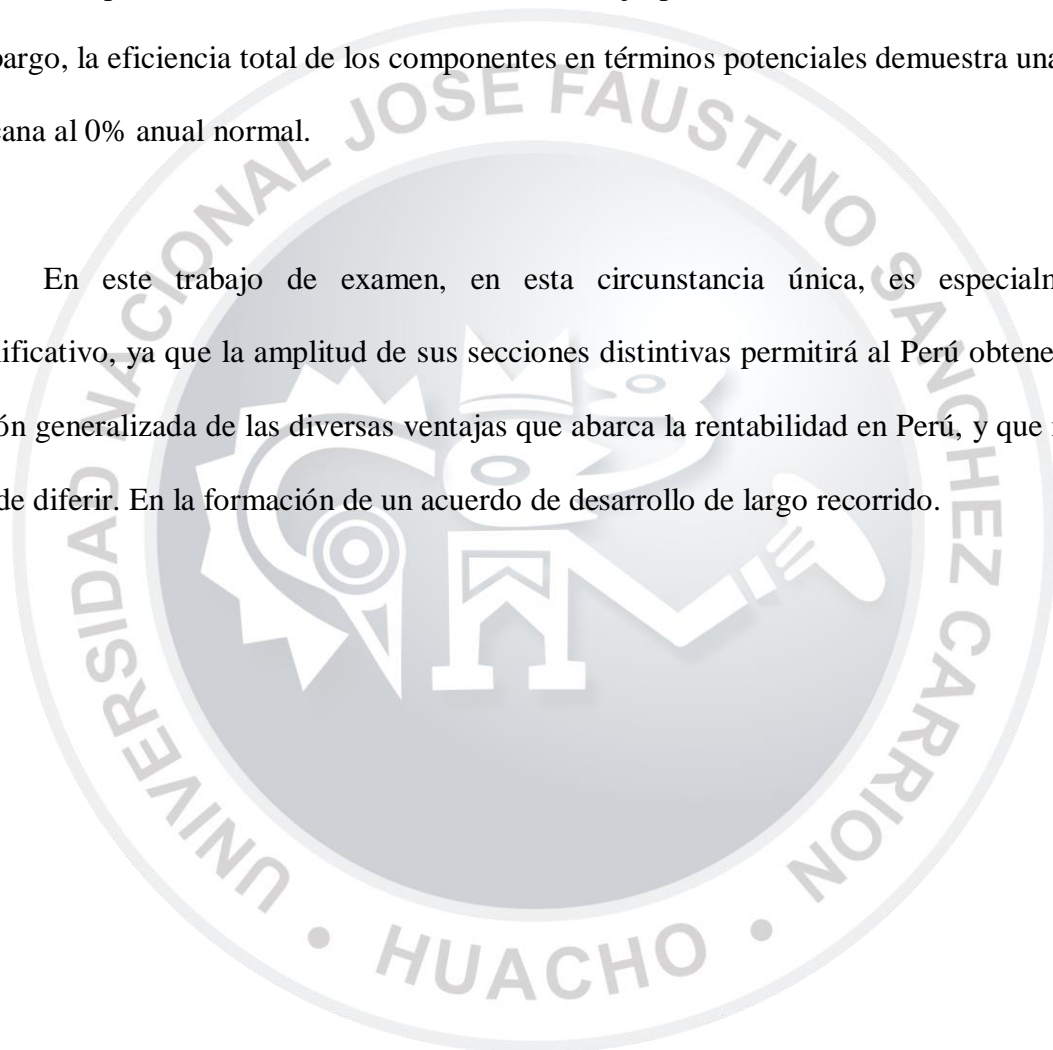 bargo, la eficiencia total de los componentes en términos potenciales demuestra una
cana al 0% anual normal.
En este trabajo de examen, en esta circunstancia única, es especialm
ificativo, ya que la amplitud de sus secciones distintivas permitirá al Perú obtene
ón generalizada de las diversas ventajas que abarca la rentabilidad en Perú, y que
de diferir. En la formación de un acuerdo de desarrollo de largo recorrido.
UNIVERSIDAD NACIONAL JOSE FAUSTINO SANCHEZ CARRION
• HUACHO •